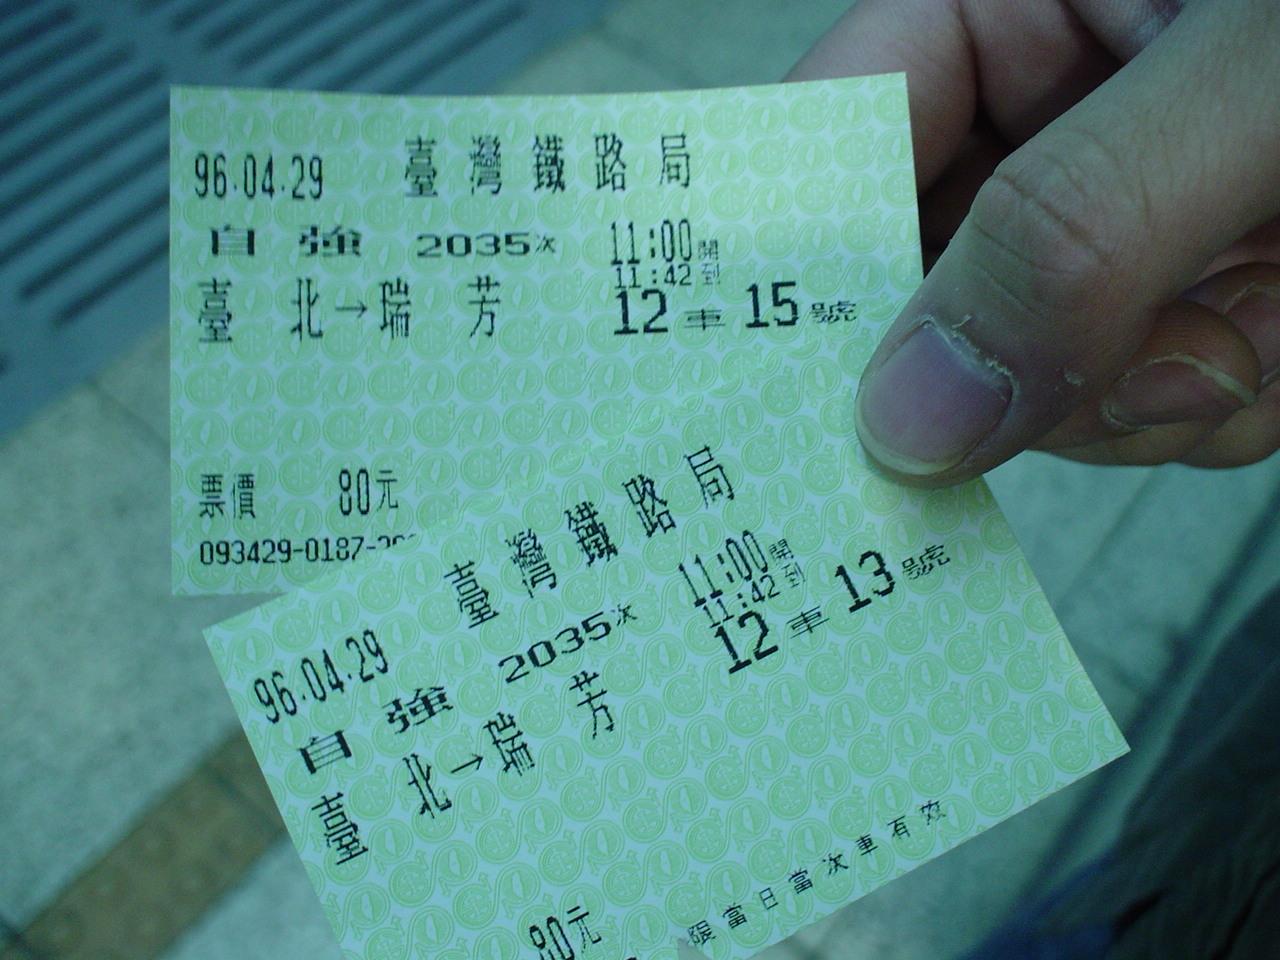 臺灣鐵路局
96.04.29
自強 2035次 11:00開
11:42到
臺北→瑞芳 12車15號
票價 80元
093429-0187-
臺灣鐵路局
96.04.29
自強 2035次 11:00開
11:42到
臺北→瑞芳 12車13號
80元
限當日當次車有效